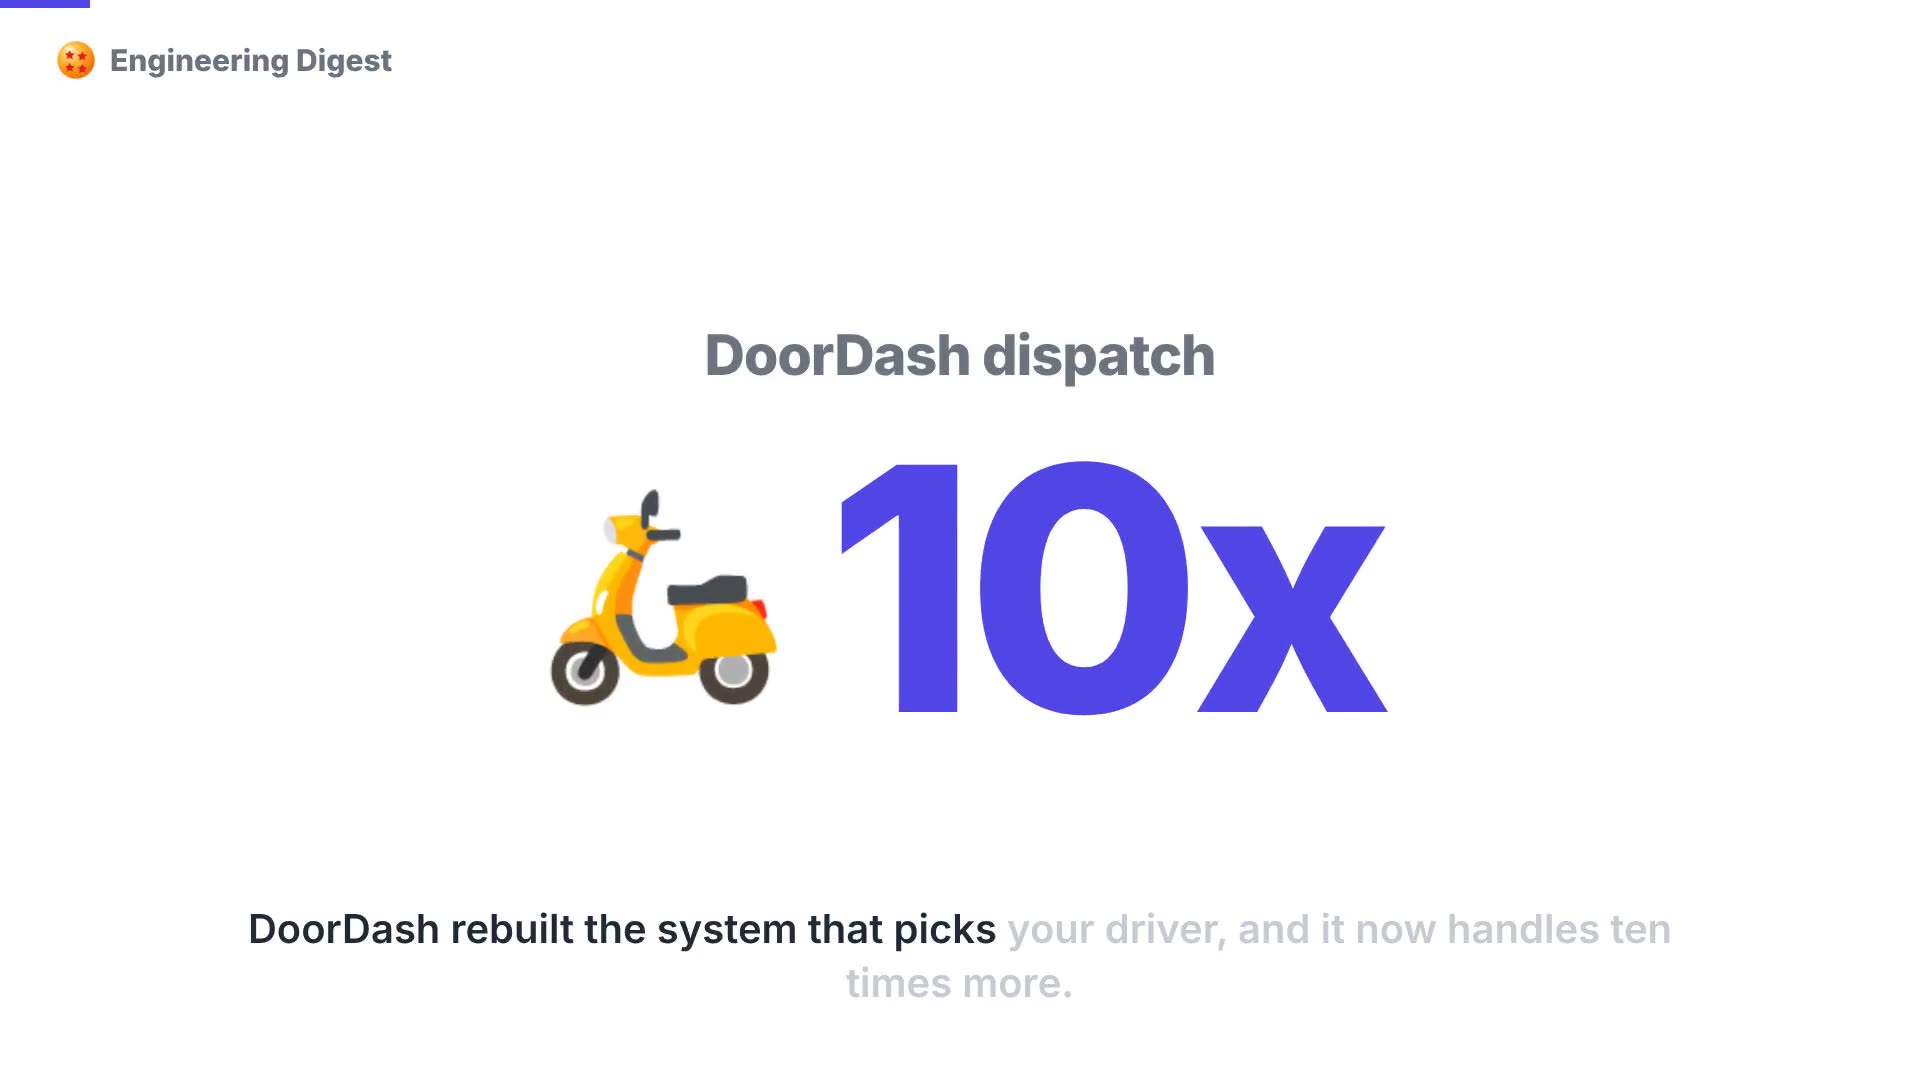 Engineering Digest
DoorDash dispatch
10x
DoorDash rebuilt the system that picks your driver, and it now handles ten
times more.